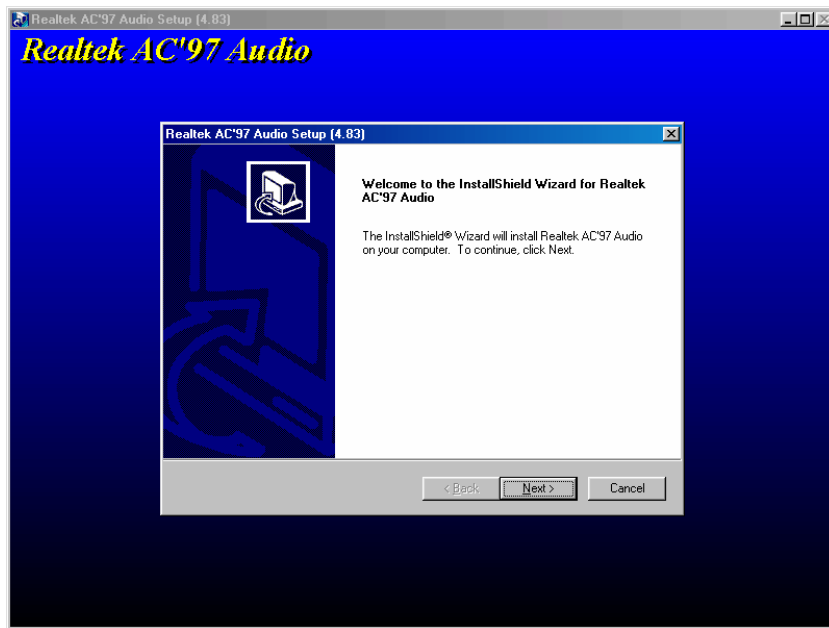 Realtek AC'97 Audio Setup (4.83)
Realtek AC'97 Audio
Realtek AC'97 Audio Setup (4.83)
Welcome to the InstallShield Wizard for Realtek
AC'97 Audio
The InstallShield® Wizard will install Realtek AC'97 Audio
on your computer. To continue, click Next.
< Back
Next >
Cancel